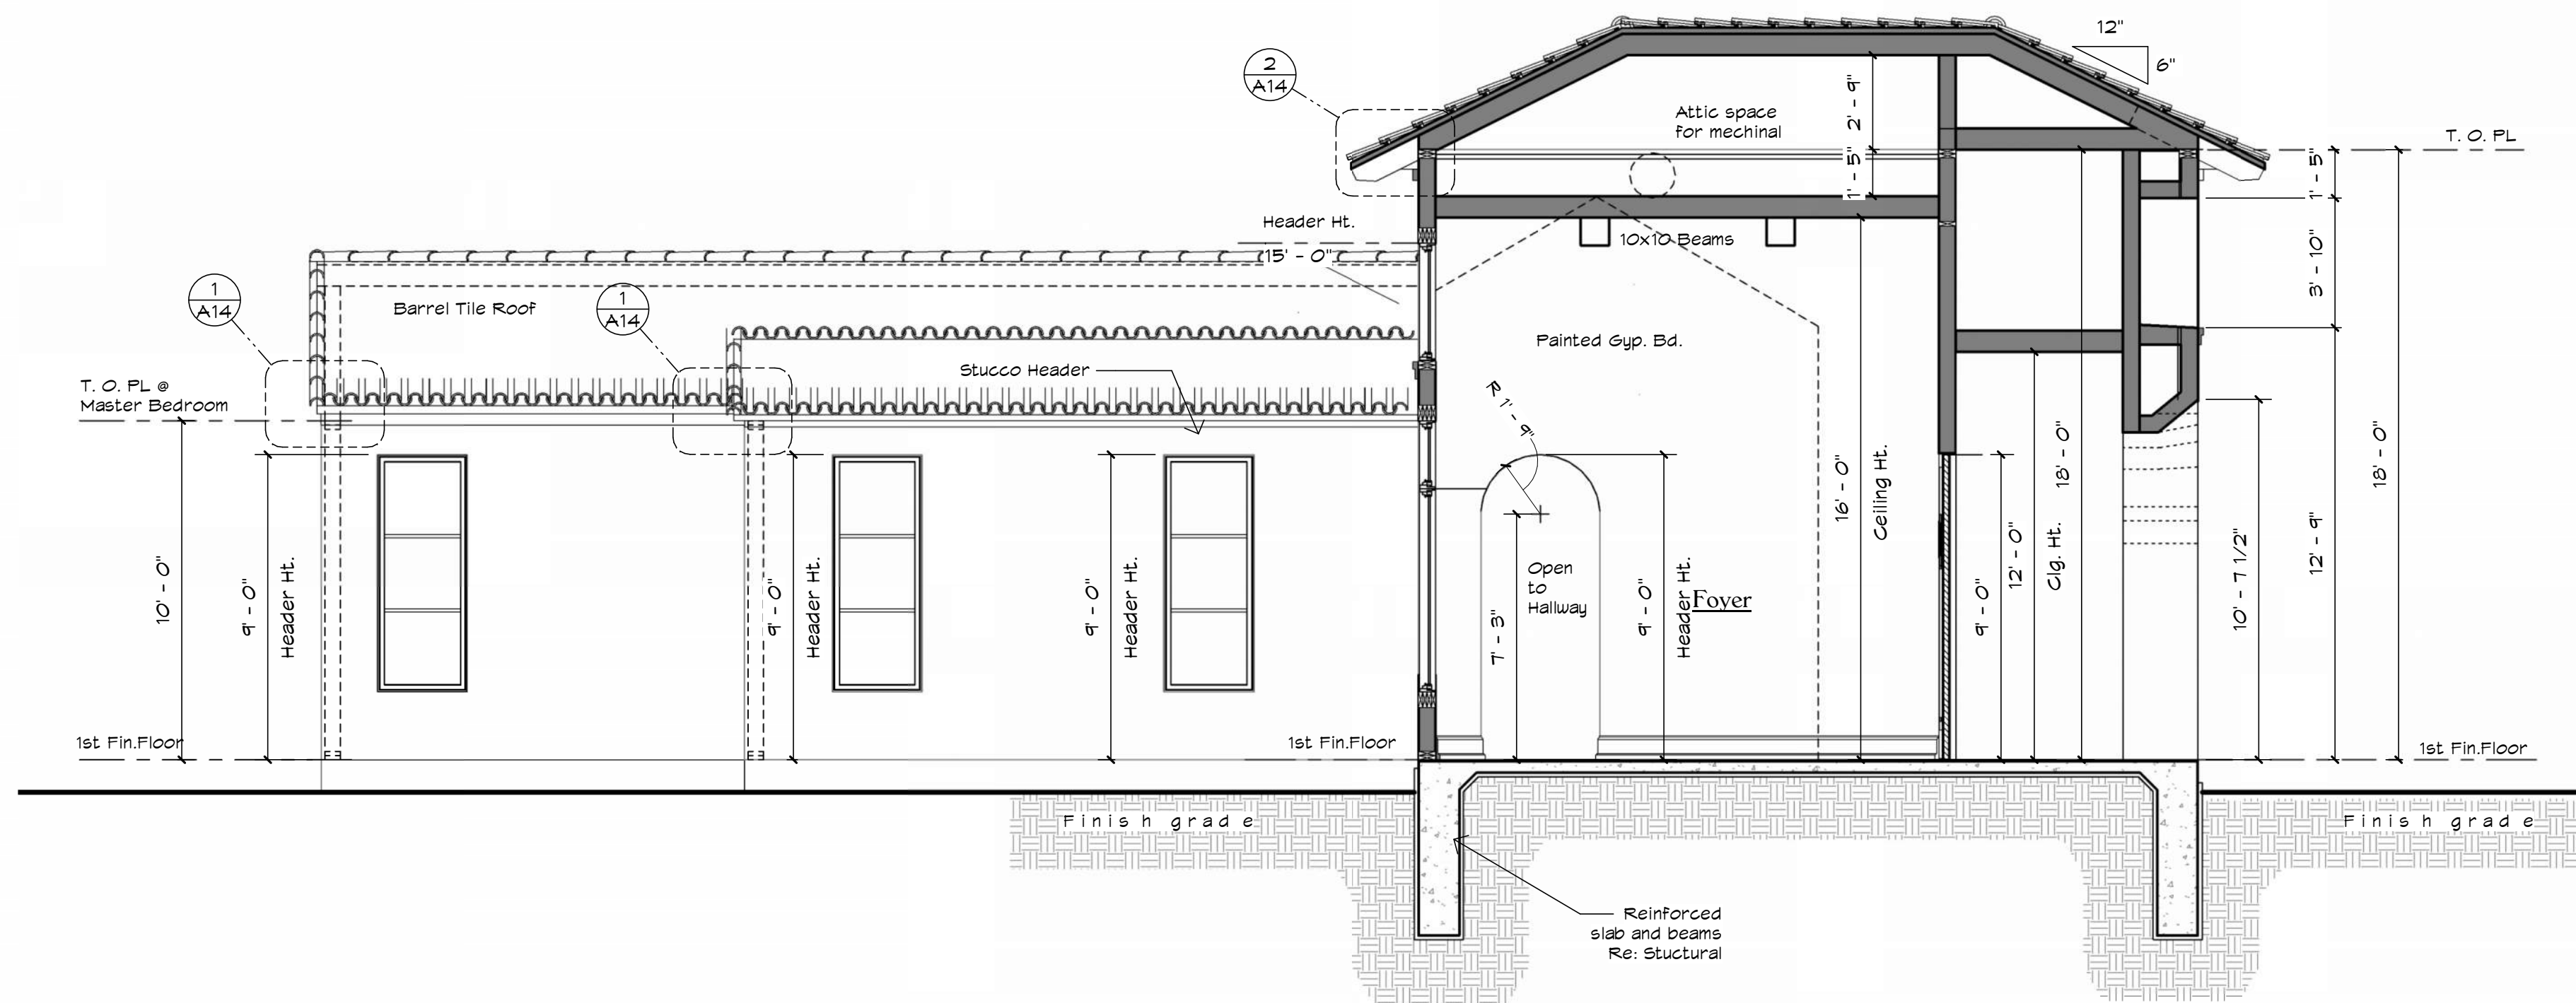 12"
6"
2
A14
Attic space
for mechinal
2' - 9"
1' - 5"
T. O. PL
1' - 5"
Header Ht.
15' - 0"
10x10 Beams
3' - 10"
1
A14
Barrel Tile Roof
1
A14
Painted Gyp. Bd.
Stucco Header
T. O. PL @
Master Bedroom
R 1' - 9"
16' - 0"
Ceiling Ht.
18' - 0"
18' - 0"
10' - 0"
9' - 0"
Header Ht.
9' - 0"
Header Ht.
9' - 0"
Header Ht.
Open
to
Hallway
7' - 3"
9' - 0"
Header Ht.
Foyer
9' - 0"
12' - 0"
Clg. Ht.
10' - 7 1/2"
12' - 9"
1st Fin.Floor
1st Fin.Floor
1st Fin.Floor
Finish grade
Finish grade
Reinforced
slab and beams
Re: Stuctural